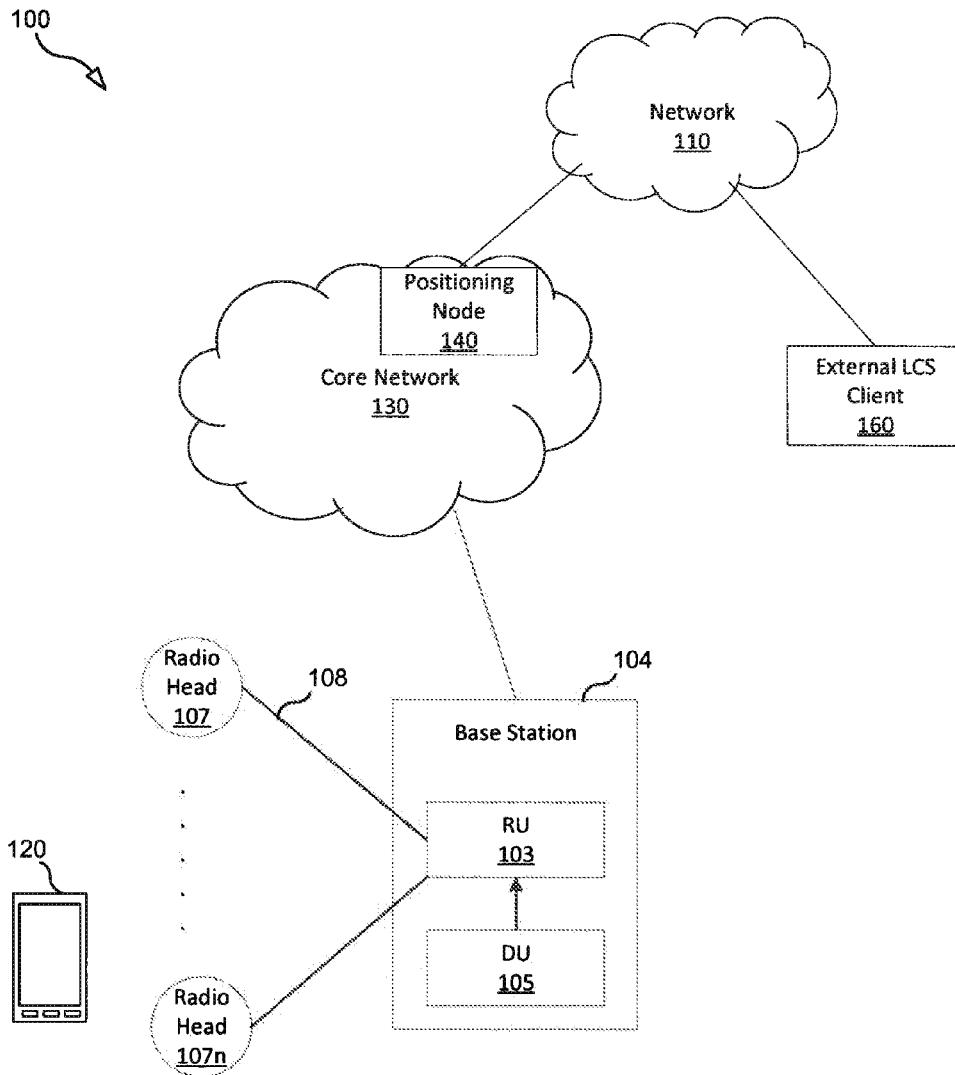 100
Network
110
Positioning
Node
140
Core Network
130
External LCS
Client
160
Radio
Head
107
108
104
Base Station
RU
103
120
DU
105
Radio
Head
107n